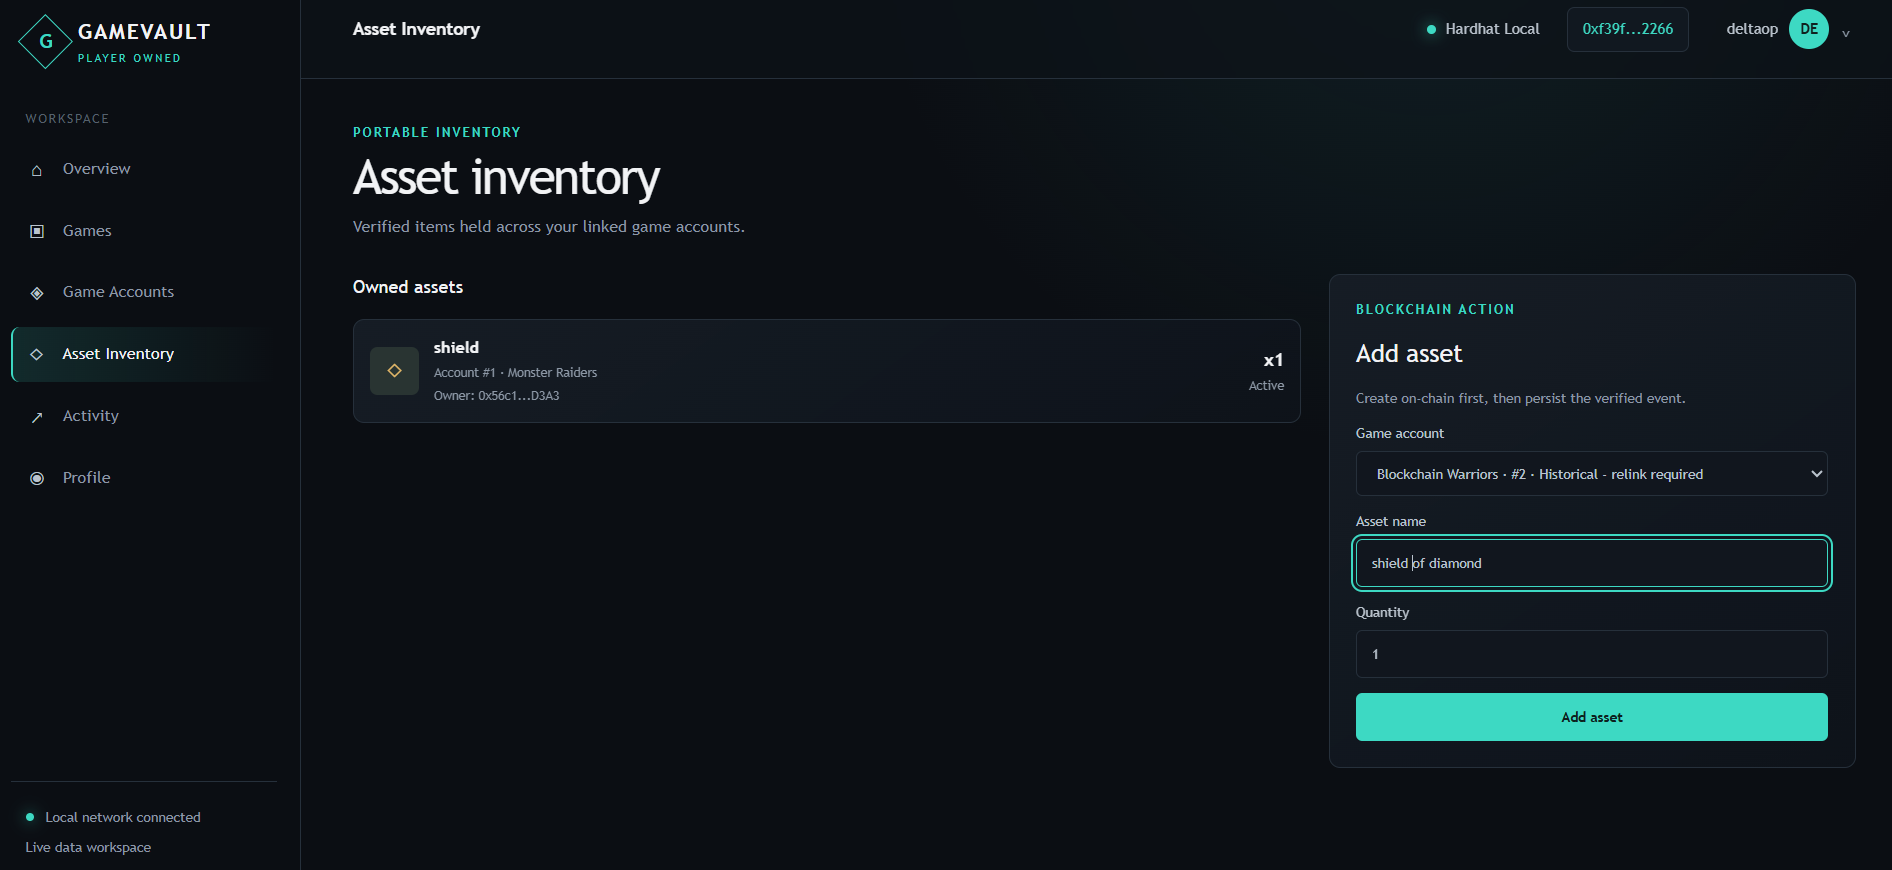 G
GAMEVAULT
PLAYER OWNED
WORKSPACE
Overview
Games
Game Accounts
Asset Inventory
Activity
Profile
Local network connected
Live data workspace
Asset Inventory
Hardhat Local
0xf39f...2266
deltaop
DE
PORTABLE INVENTORY
Asset inventory
Verified items held across your linked game accounts.
Owned assets
shield
Account #1 · Monster Raiders
Owner: 0x56c1...D3A3
x1
Active
BLOCKCHAIN ACTION
Add asset
Create on-chain first, then persist the verified event.
Game account
Blockchain Warriors · #2 · Historical - relink required
Asset name
shield of diamond
Quantity
1
Add asset